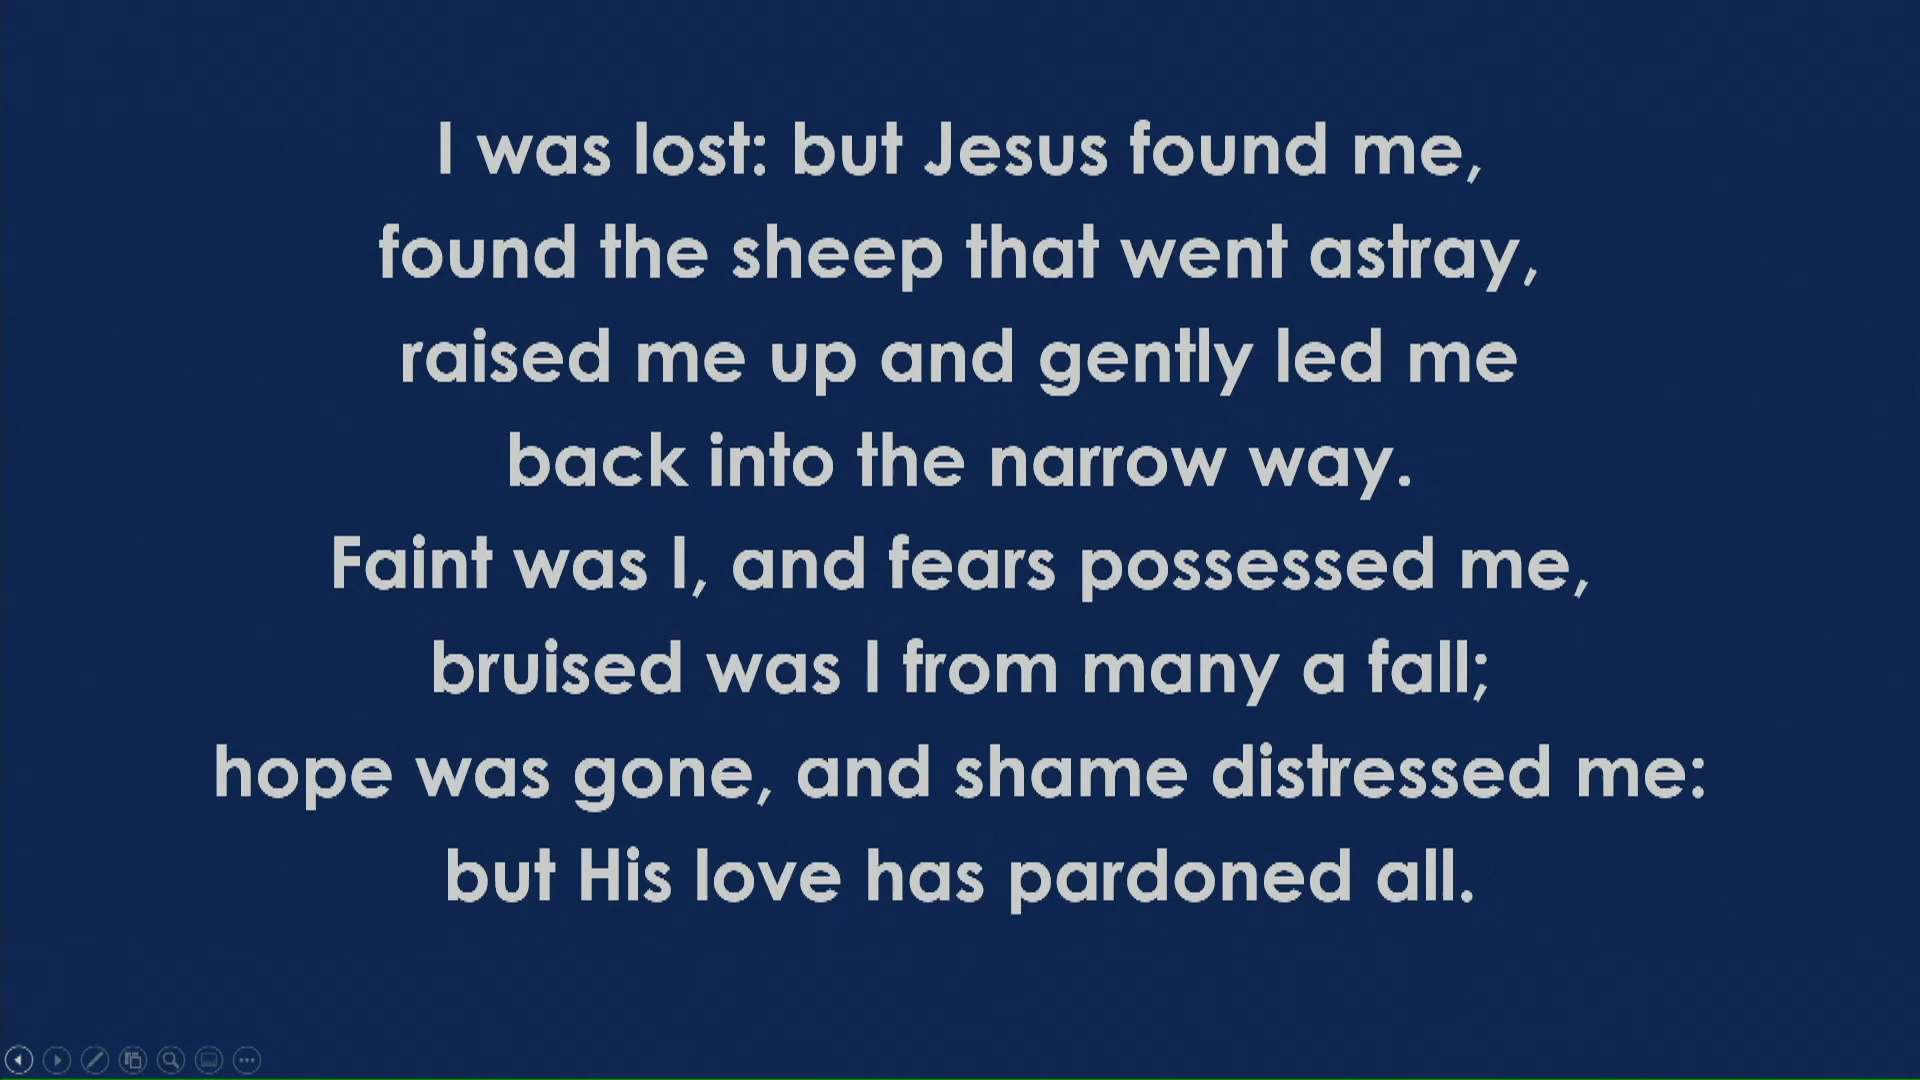 I was lost: but Jesus found me,
found the sheep that went astray,
raised me up and gently led me
back into the narrow way.
Faint was I, and fears possessed me,
bruised was I from many a fall;
hope was gone, and shame distressed me:
but His love has pardoned all.